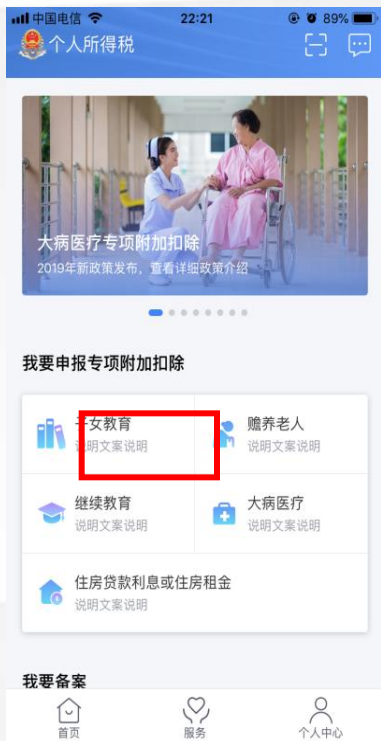 中国电信 22:21 89%
个人所得税
大病医疗专项附加扣除
2019年新政策发布，查看详细政策介绍
我要申报专项附加扣除
子女教育 赡养老人
说明文案说明 说明文案说明
继续教育 大病医疗
说明文案说明 说明文案说明
住房贷款利息或住房租金
说明文案说明
我要备案
首页 服务 个人中心